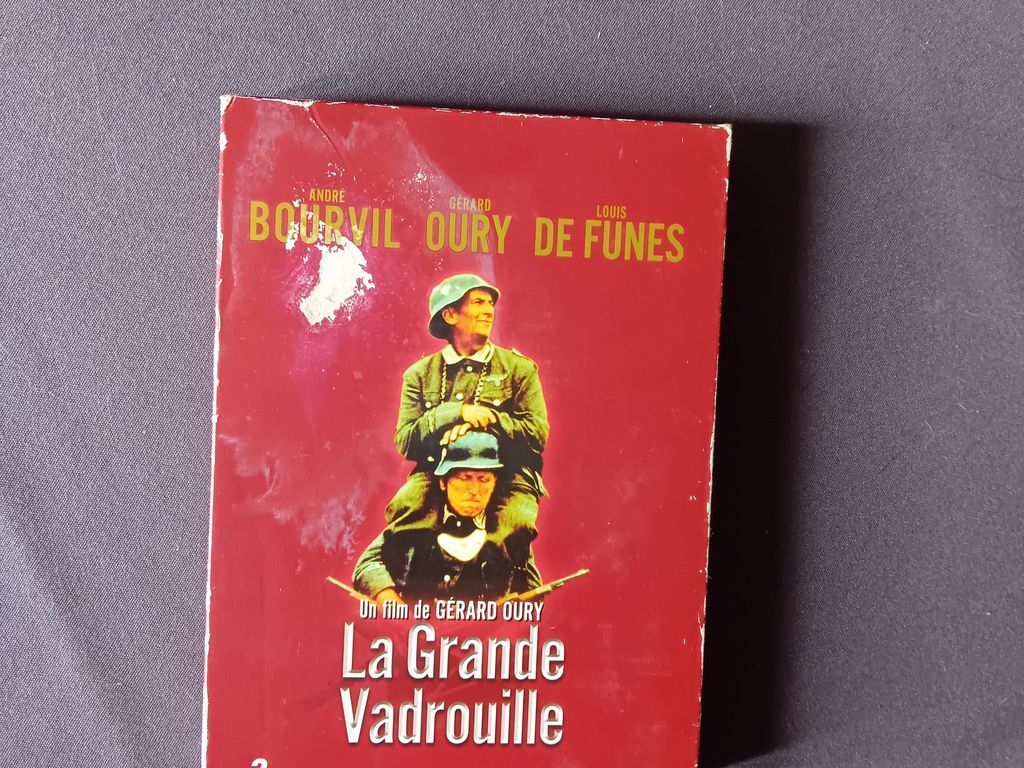 ANDRÉ GÉRARD LOUIS
BOURVIL OURY DE FUNES
Un film de GÉRARD OURY
La Grande
Vadrouille